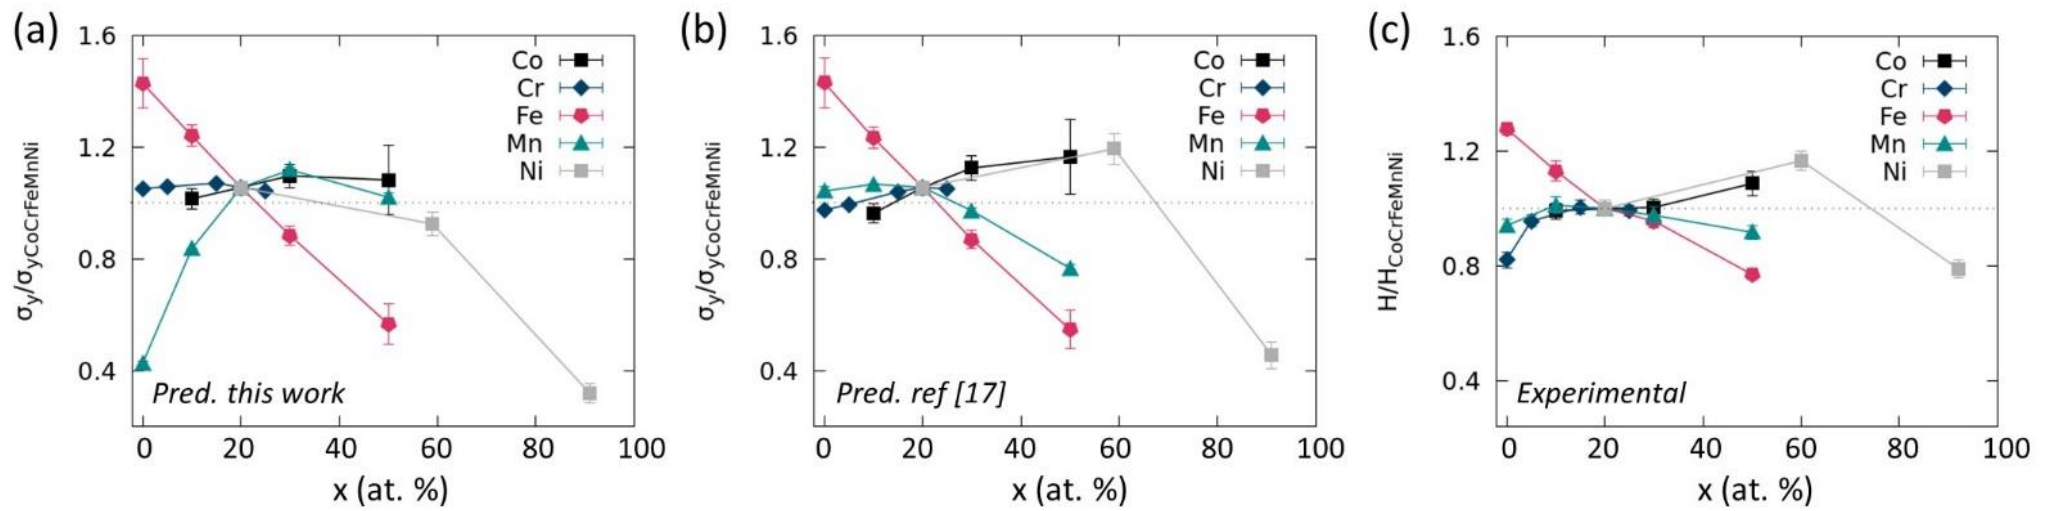 (a)
1.6
1.2
0.8
0.4
σy/σyCoCrFeMnNi
Co
Cr
Fe
Mn
Ni
Pred. this work
0 20 40 60 80 100
x (at. %)
(b)
1.6
1.2
0.8
0.4
σy/σyCoCrFeMnNi
Co
Cr
Fe
Mn
Ni
Pred. ref [17]
0 20 40 60 80 100
x (at. %)
(c)
1.6
1.2
0.8
0.4
H/HCoCrFeMnNi
Co
Cr
Fe
Mn
Ni
Experimental
0 20 40 60 80 100
x (at. %)